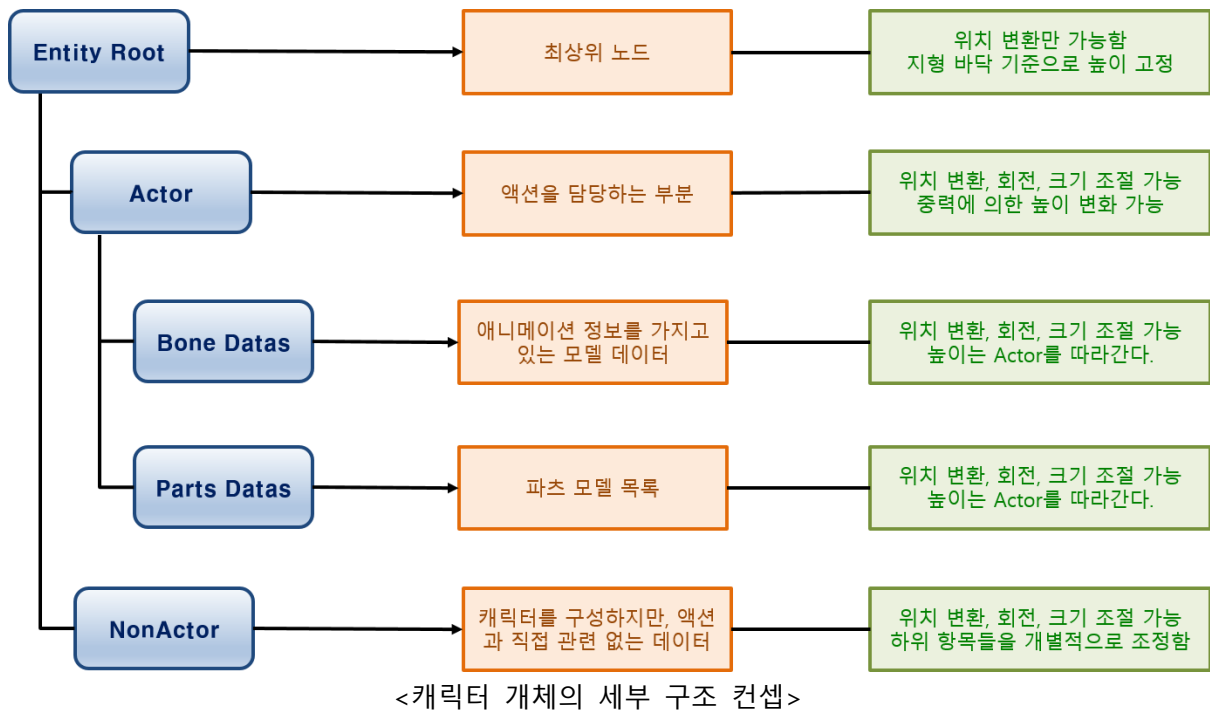 Entity Root
최상위 노드
위치 변환만 가능함
지형 바닥 기준으로 높이 고정
Actor
액션을 담당하는 부분
위치 변환, 회전, 크기 조절 가능
중력에 의한 높이 변화 가능
Bone Datas
애니메이션 정보를 가지고
있는 모델 데이터
위치 변환, 회전, 크기 조절 가능
높이는 Actor를 따라간다.
Parts Datas
파츠 모델 목록
위치 변환, 회전, 크기 조절 가능
높이는 Actor를 따라간다.
NonActor
캐릭터를 구성하지만, 액션
과 직접 관련 없는 데이터
위치 변환, 회전, 크기 조절 가능
하위 항목들을 개별적으로 조정함
<캐릭터 개체의 세부 구조 컨셉>